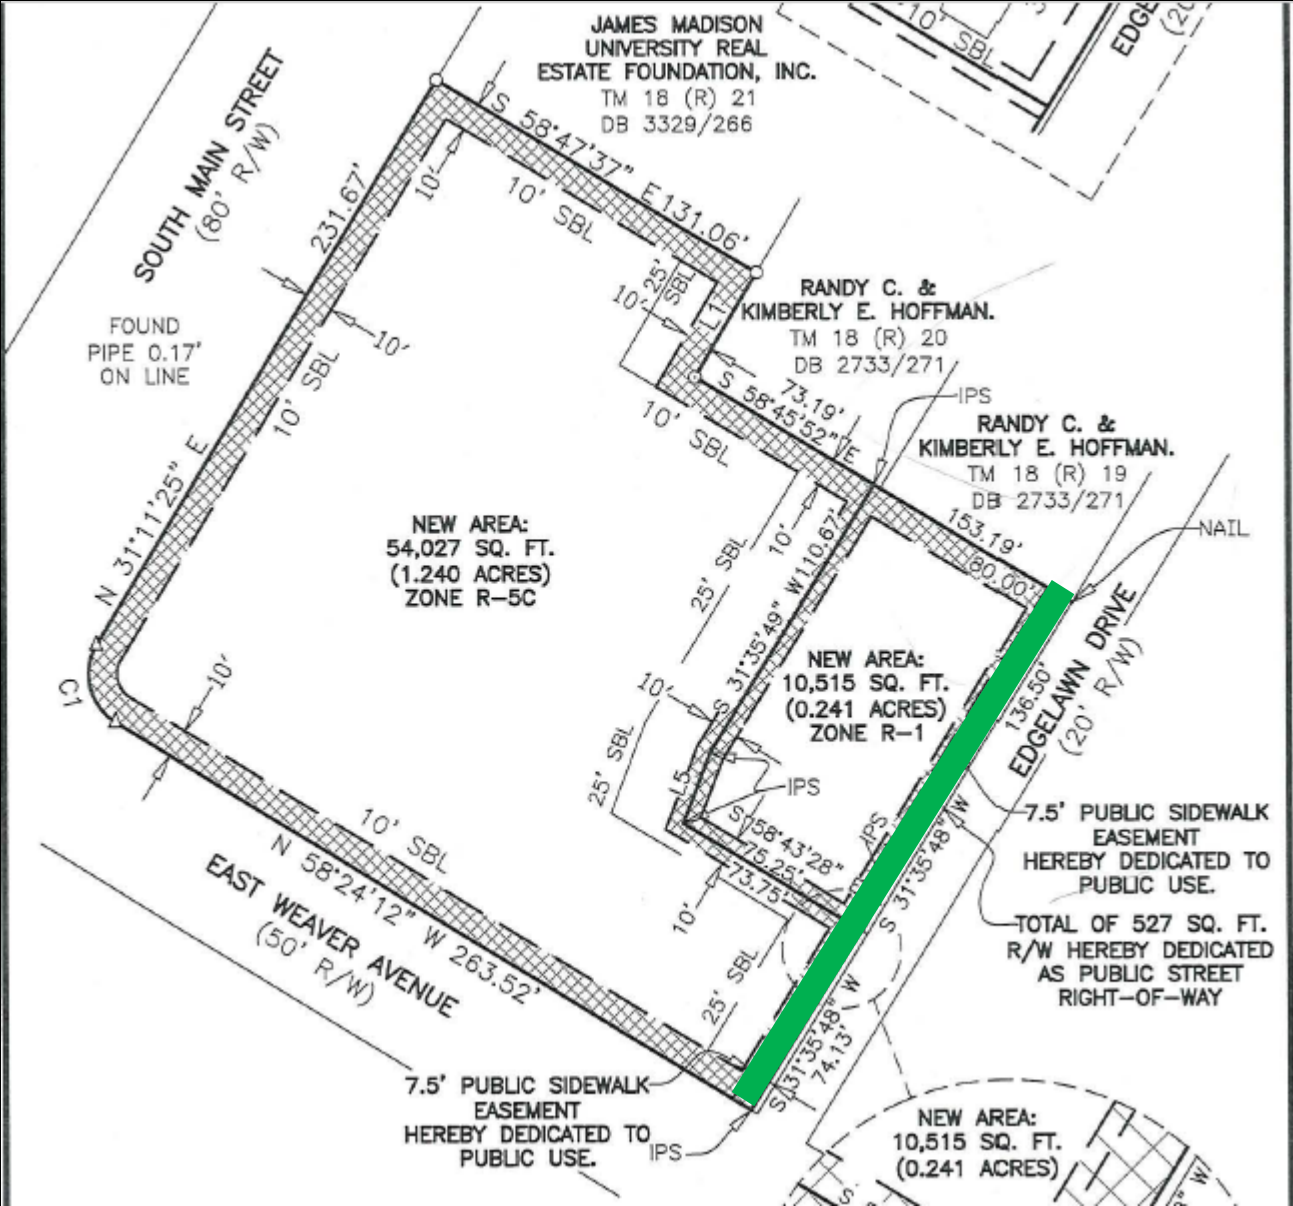 JAMES MADISON
UNIVERSITY REAL
ESTATE FOUNDATION, INC.
TM 18 (R) 21
DB 3329/266
10' SBL
SOUTH MAIN STREET
(80' R/W)
S 58°47'37" E 131.06'
10' SBL
10'
231.67'
25'
SBL
10'
L1
RANDY C. &
KIMBERLY E. HOFFMAN.
TM 18 (R) 20
DB 2733/271
FOUND
PIPE 0.17'
ON LINE
10'
10' SBL
73.19'
S 58°45'52" E
IPS
10' SBL
RANDY C. &
KIMBERLY E. HOFFMAN.
TM 18 (R) 19
DB 2733/271
N 31°11'25" E
NEW AREA:
54,027 SQ. FT.
(1.240 ACRES)
ZONE R-5C
10'
25' SBL
S 31°35'49" W 110.67'
153.19'
(80.00')
NAIL
EDGELAWN DRIVE
(20' R/W)
NEW AREA:
10,515 SQ. FT.
(0.241 ACRES)
ZONE R-1
136.50'
S 31°35'48" W
C1
10'
10'
25' SBL
L5
IPS
S 58°43'28"
75.25'
73.75'
IPS
7.5' PUBLIC SIDEWALK
EASEMENT
HEREBY DEDICATED TO
PUBLIC USE.
10' SBL
10'
TOTAL OF 527 SQ. FT.
R/W HEREBY DEDICATED
AS PUBLIC STREET
RIGHT-OF-WAY
N 58°24'12" W 263.52'
EAST WEAVER AVENUE
(50' R/W)
25' SBL
S 31°35'48" W
74.13'
7.5' PUBLIC SIDEWALK
EASEMENT
HEREBY DEDICATED TO
PUBLIC USE.
IPS
NEW AREA:
10,515 SQ. FT.
(0.241 ACRES)